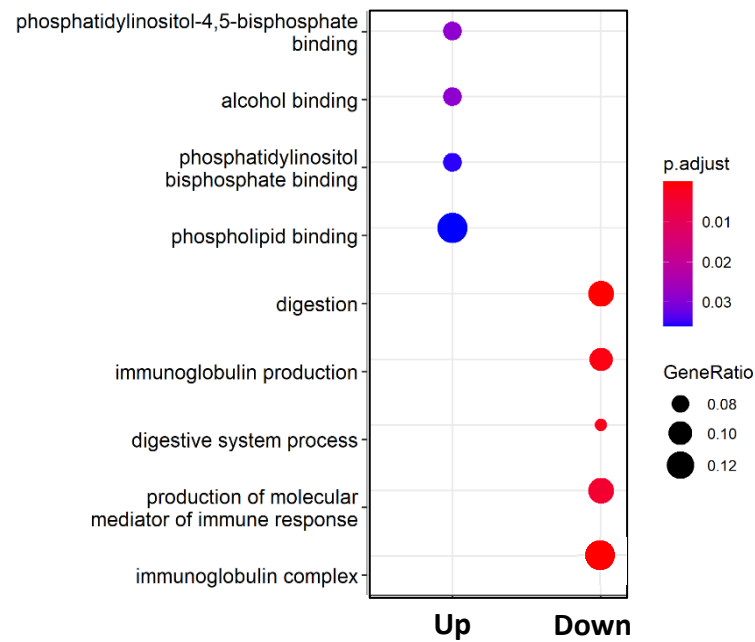 phosphatidylinositol-4,5-bisphosphate
binding
alcohol binding
phosphatidylinositol
bisphosphate binding
phospholipid binding
digestion
immunoglobulin production
digestive system process
production of molecular
mediator of immune response
immunoglobulin complex
Up
Down
p.adjust
0.01
0.02
0.03
GeneRatio
0.08
0.10
0.12